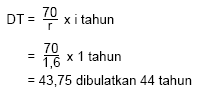 DT = 70/r x i tahun
= 70/1,6 x 1 tahun
= 43,75 dibulatkan 44 tahun